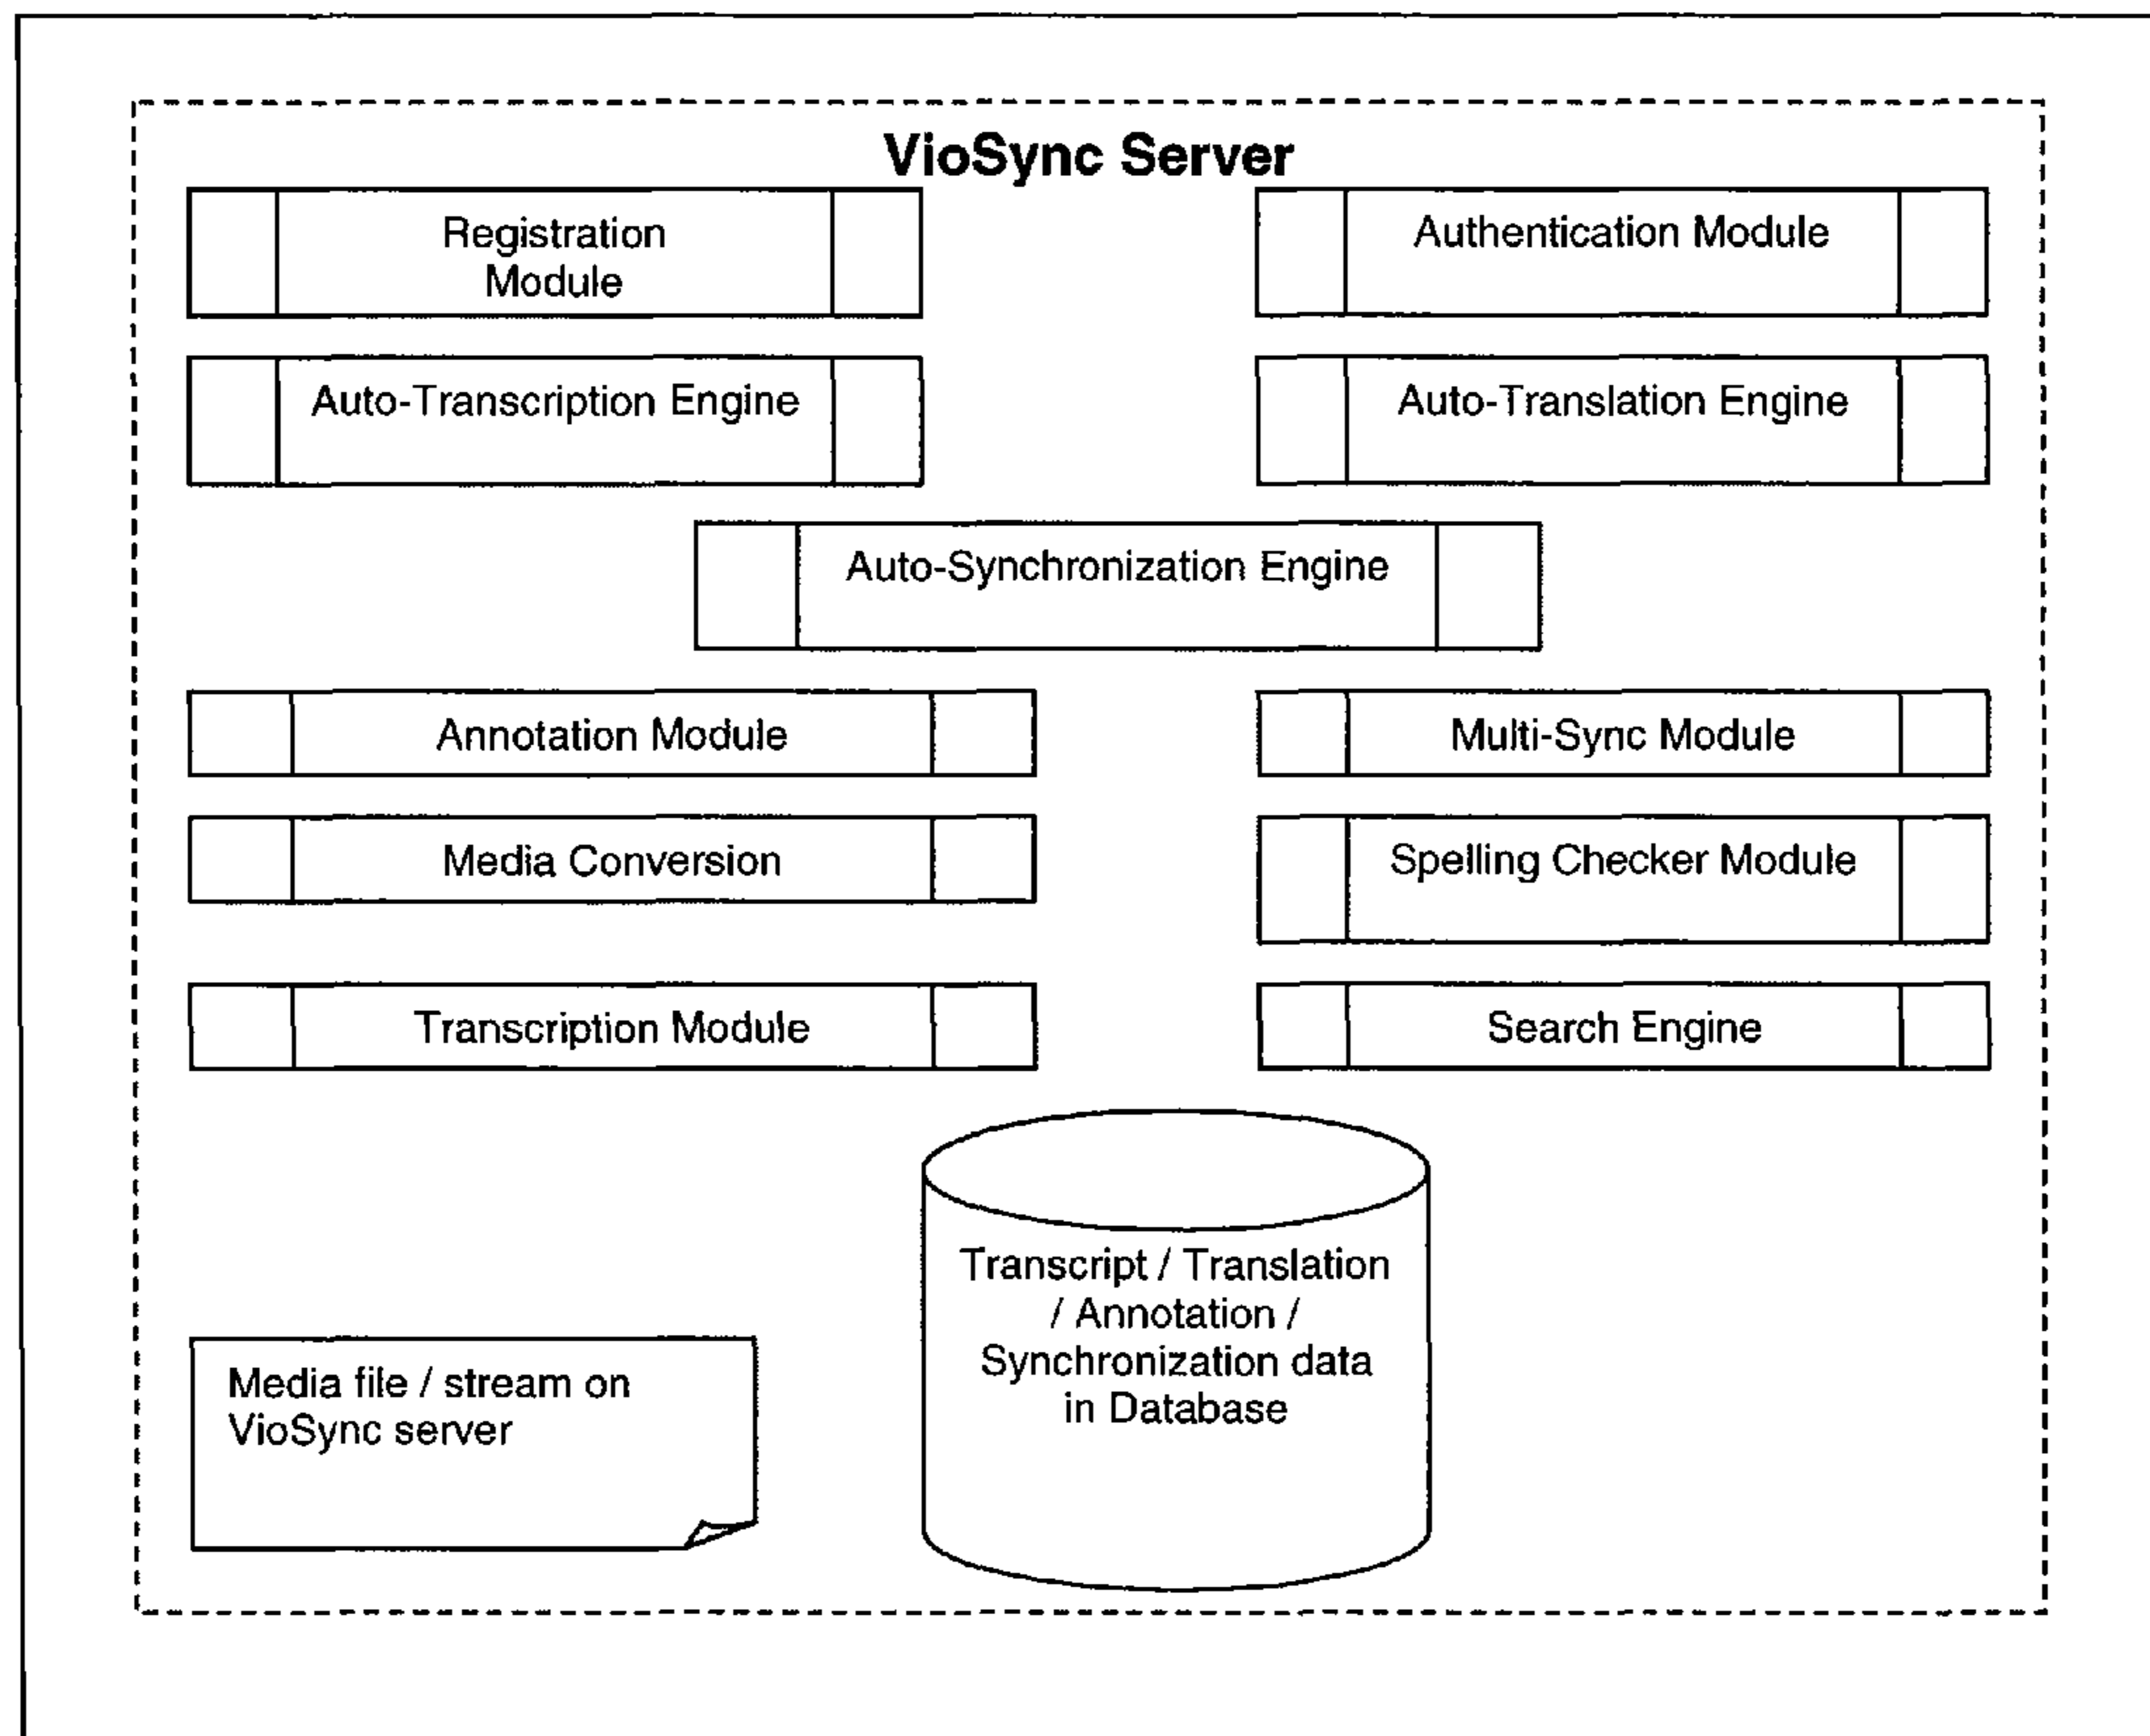 VioSync Server
Registration
Module
Authentication Module
Auto-Transcription Engine
Auto-Translation Engine
Auto-Synchronization Engine
Annotation Module
Multi-Sync Module
Media Conversion
Spelling Checker Module
Transcription Module
Search Engine
Transcript / Translation
/ Annotation /
Synchronization data
in Database
Media file / stream on
VioSync server